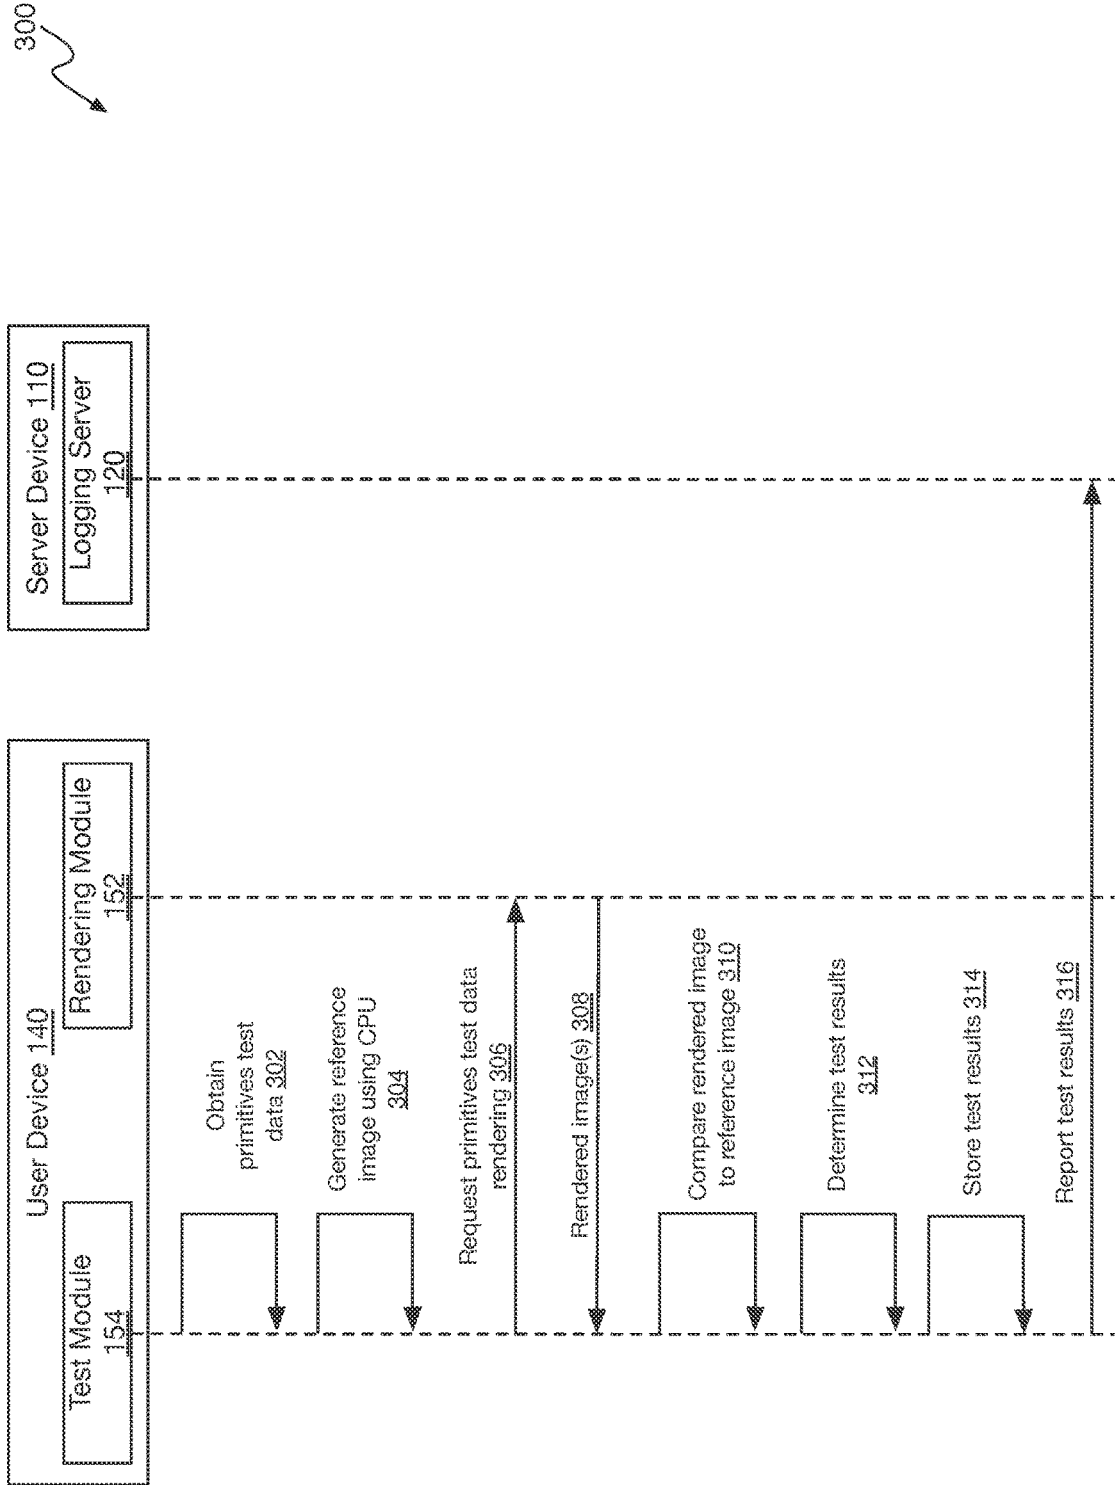 300
User Device 140
Test Module
154
Rendering Module
152
Server Device 110
Logging Server
120
Obtain
primitives test
data 302
Generate reference
image using CPU
304
Request primitives test data
rendering 306
Rendered image(s) 308
Compare rendered image
to reference image 310
Determine test results
312
Store test results 314
Report test results 316